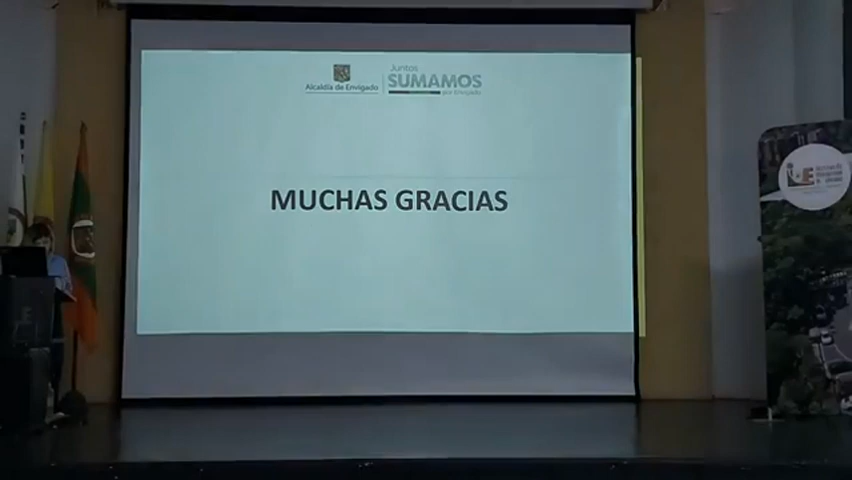 Alcaldía de Envigado
Juntos
SUMAMOS
por Envigado
MUCHAS GRACIAS